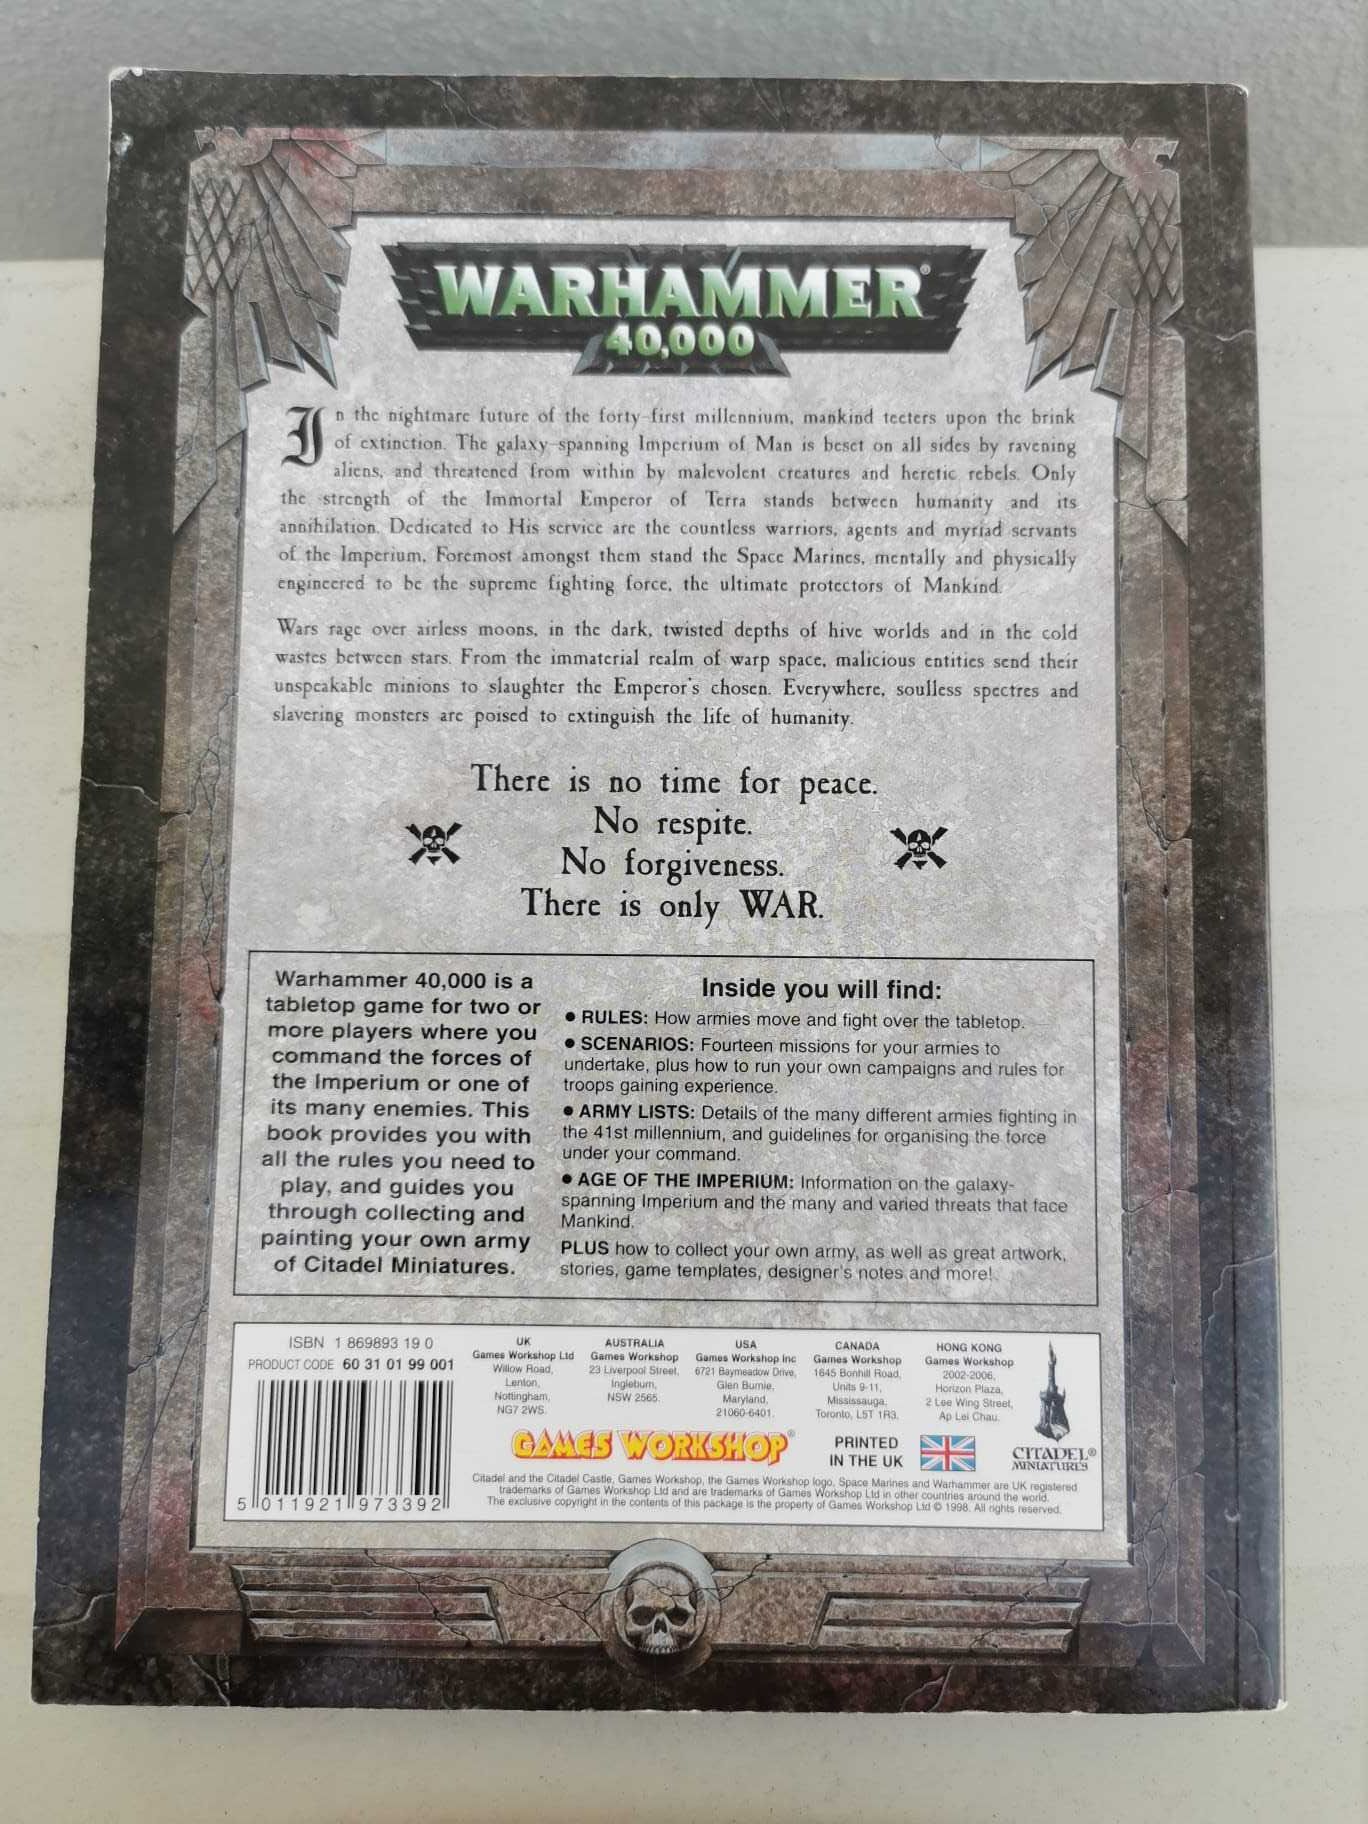 WARHAMMER®
40,000
In the nightmare future of the forty-first millennium, mankind teeters upon the brink
of extinction. The galaxy-spanning Imperium of Man is beset on all sides by ravening
aliens, and threatened from within by malevolent creatures and heretic rebels. Only
the strength of the Immortal Emperor of Terra stands between humanity and its
annihilation. Dedicated to His service are the countless warriors, agents and myriad servants
of the Imperium. Foremost amongst them stand the Space Marines, mentally and physically
engineered to be the supreme fighting force, the ultimate protectors of Mankind.
Wars rage over airless moons, in the dark, twisted depths of hive worlds and in the cold
wastes between stars. From the immaterial realm of warp space, malicious entities send their
unspeakable minions to slaughter the Emperor's chosen. Everywhere, soulless spectres and
slavering monsters are poised to extinguish the life of humanity.
There is no time for peace.
No respite.
No forgiveness.
There is only WAR.
Warhammer 40,000 is a
tabletop game for two or
more players where you
command the forces of
the Imperium or one of
its many enemies. This
book provides you with
all the rules you need to
play, and guides you
through collecting and
painting your own army
of Citadel Miniatures.
Inside you will find:
● RULES: How armies move and fight over the tabletop.
● SCENARIOS: Fourteen missions for your armies to
undertake, plus how to run your own campaigns and rules for
troops gaining experience.
● ARMY LISTS: Details of the many different armies fighting in
the 41st millennium, and guidelines for organising the force
under your command.
● AGE OF THE IMPERIUM: Information on the galaxy-
spanning Imperium and the many and varied threats that face
Mankind.
PLUS how to collect your own army, as well as great artwork,
stories, game templates, designer's notes and more!
ISBN 1 869893 19 0
PRODUCT CODE 60 31 01 99 001
5 011921 973392
UK
Games Workshop Ltd
Willow Road,
Lenton,
Nottingham,
NG7 2WS.
AUSTRALIA
Games Workshop
23 Liverpool Street,
Ingleburn,
NSW 2565.
USA
Games Workshop Inc
6721 Baymeadow Drive,
Glen Burnie,
Maryland,
21060-6401.
CANADA
Games Workshop
1645 Bonhill Road,
Units 9-11,
Mississauga,
Toronto, L5T 1R3.
HONG KONG
Games Workshop
2002-2006,
Horizon Plaza,
2 Lee Wing Street,
Ap Lei Chau.
GAMES WORKSHOP®
PRINTED
IN THE UK
CITADEL®
MINIATURES
Citadel and the Citadel Castle, Games Workshop, the Games Workshop logo, Space Marines and Warhammer are UK registered
trademarks of Games Workshop Ltd and are trademarks of Games Workshop Ltd in other countries around the world.
The exclusive copyright in the contents of this package is the property of Games Workshop Ltd © 1998. All rights reserved.